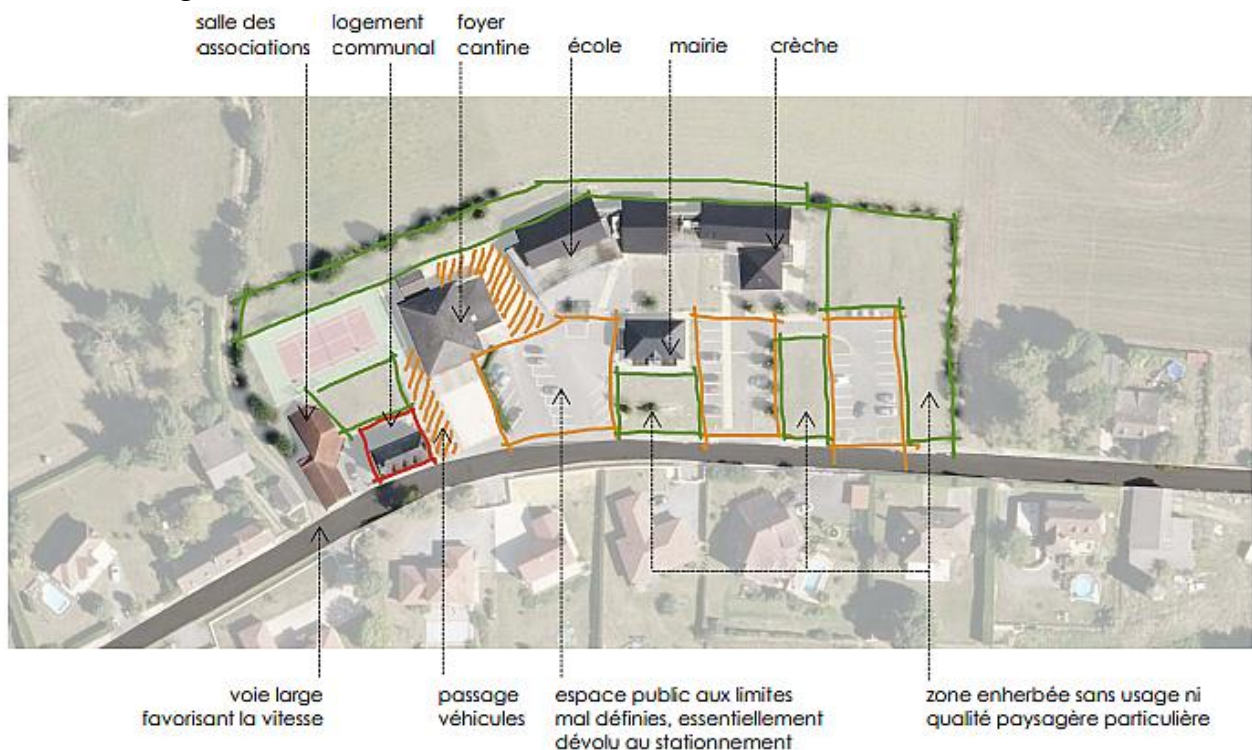 salle des
associations
logement
communal
foyer
cantine
école
mairie
crèche
voie large
favorisant la vitesse
passage
véhicules
espace public aux limites
mal définies, essentiellement
dévolu au stationnement
zone enherbée sans usage ni
qualité paysagère particulière